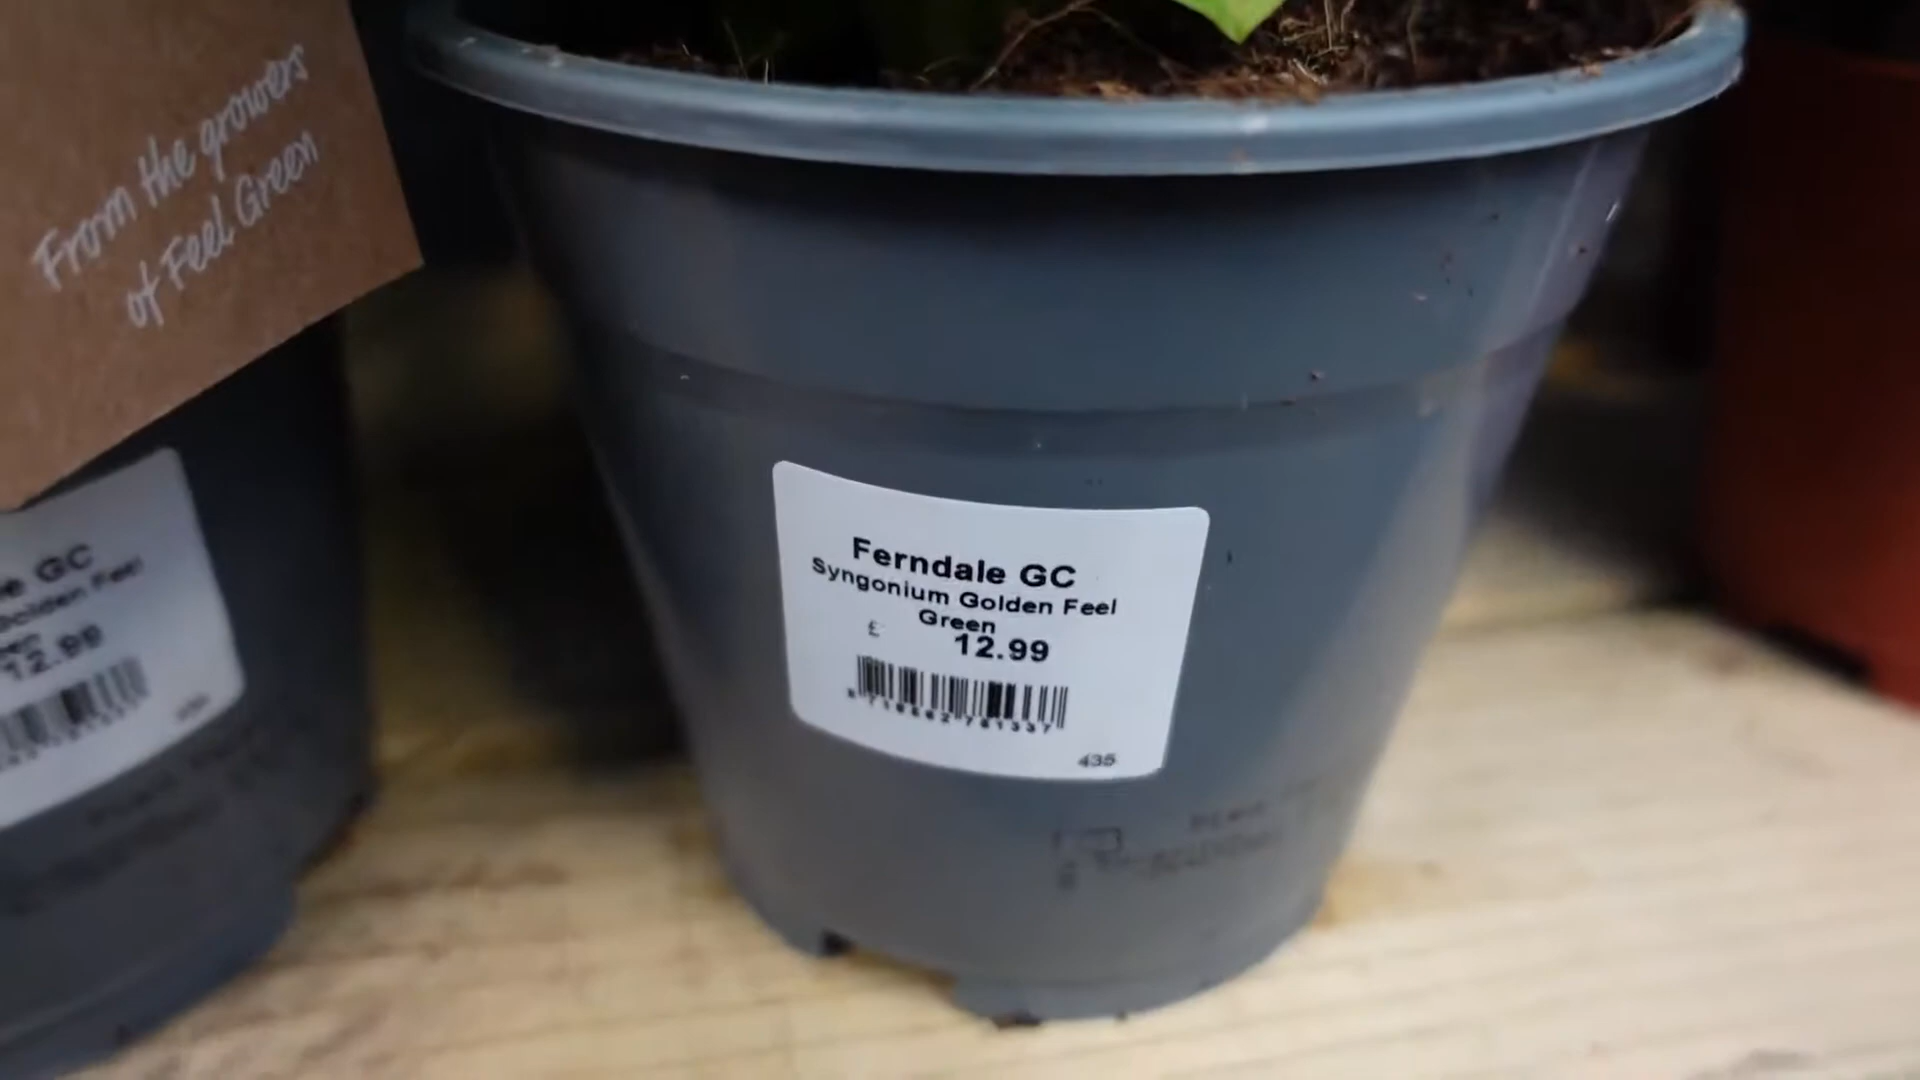 From the growers
of Feel Green
Ferndale GC
Syngonium Golden Feel
Green
£ 12.99
435
GC
Golden Feel
12.99